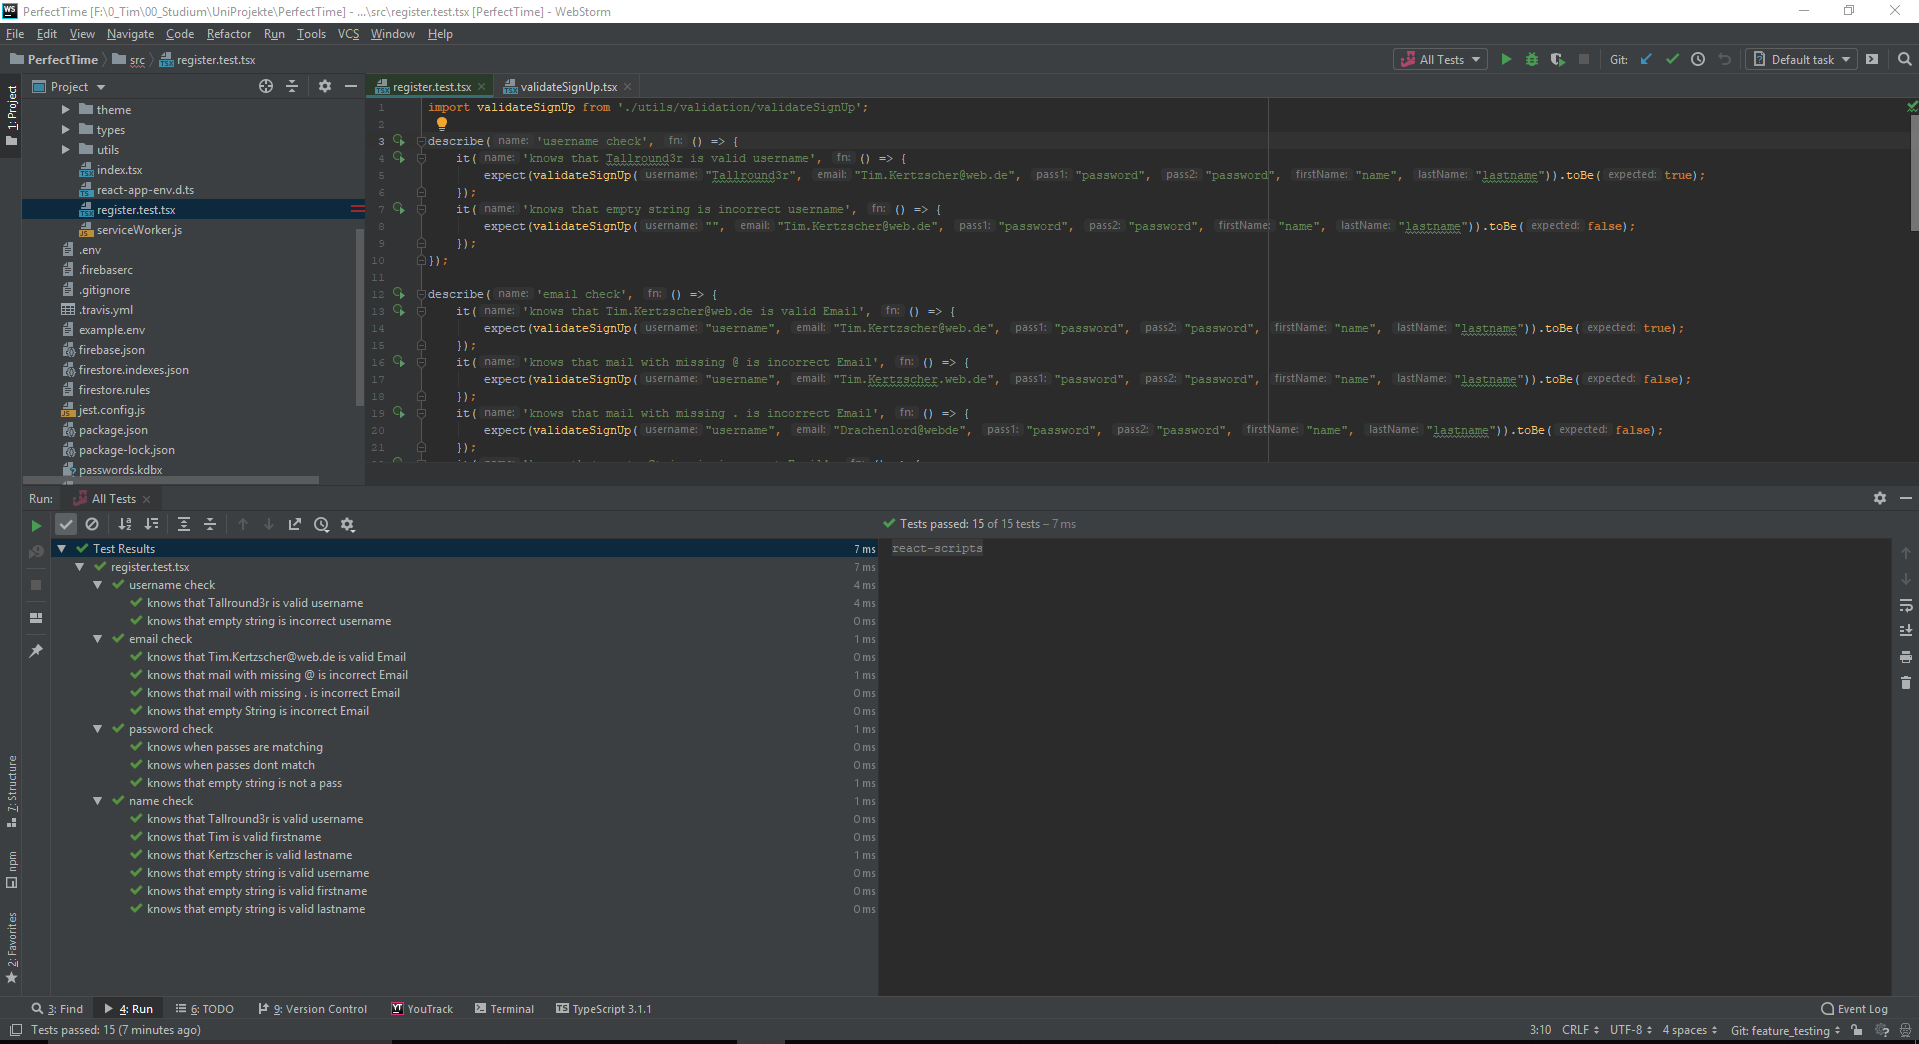 PerfectTime [F:\0_Tim\00_Studium\UniProjekte\PerfectTime] - ...\src\register.test.tsx [PerfectTime] - WebStorm
File Edit View Navigate Code Refactor Run Tools VCS Window Help
PerfectTime src register.test.tsx All Tests Git: Default task
1: Project
Project
theme
types
utils
index.tsx
react-app-env.d.ts
register.test.tsx
serviceWorker.js
.env
.firebaserc
.gitignore
.travis.yml
example.env
firebase.json
firestore.indexes.json
firestore.rules
jest.config.js
package.json
package-lock.json
passwords.kdbx
register.test.tsx validateSignUp.tsx
1 import validateSignUp from './utils/validation/validateSignUp';
2
3 describe( name: 'username check', fn: () => {
4 it( name: 'knows that Tallround3r is valid username', fn: () => {
5 expect(validateSignUp( username: "Tallround3r", email: "Tim.Kertzscher@web.de", pass1: "password", pass2: "password", firstName: "name", lastName: "lastname")).toBe( expected: true);
6 });
7 it( name: 'knows that empty string is incorrect username', fn: () => {
8 expect(validateSignUp( username: "", email: "Tim.Kertzscher@web.de", pass1: "password", pass2: "password", firstName: "name", lastName: "lastname")).toBe( expected: false);
9 });
10 });
11
12 describe( name: 'email check', fn: () => {
13 it( name: 'knows that Tim.Kertzscher@web.de is valid Email', fn: () => {
14 expect(validateSignUp( username: "username", email: "Tim.Kertzscher@web.de", pass1: "password", pass2: "password", firstName: "name", lastName: "lastname")).toBe( expected: true);
15 });
16 it( name: 'knows that mail with missing @ is incorrect Email', fn: () => {
17 expect(validateSignUp( username: "username", email: "Tim.Kertzscher.web.de", pass1: "password", pass2: "password", firstName: "name", lastName: "lastname")).toBe( expected: false);
18 });
19 it( name: 'knows that mail with missing . is incorrect Email', fn: () => {
20 expect(validateSignUp( username: "username", email: "Drachenlord@webde", pass1: "password", pass2: "password", firstName: "name", lastName: "lastname")).toBe( expected: false);
21 });
Run: All Tests
Tests passed: 15 of 15 tests – 7 ms
Test Results 7 ms
register.test.tsx 7 ms
username check 4 ms
knows that Tallround3r is valid username 4 ms
knows that empty string is incorrect username 0 ms
email check 1 ms
knows that Tim.Kertzscher@web.de is valid Email 0 ms
knows that mail with missing @ is incorrect Email 1 ms
knows that mail with missing . is incorrect Email 0 ms
knows that empty String is incorrect Email 0 ms
password check 1 ms
knows when passes are matching 0 ms
knows when passes dont match 0 ms
knows that empty string is not a pass 1 ms
name check 1 ms
knows that Tallround3r is valid username 0 ms
knows that Tim is valid firstname 0 ms
knows that Kertzscher is valid lastname 1 ms
knows that empty string is valid username 0 ms
knows that empty string is valid firstname 0 ms
knows that empty string is valid lastname 0 ms
react-scripts
7: Structure
npm
2: Favorites
3: Find 4: Run 6: TODO 9: Version Control YT YouTrack Terminal TS TypeScript 3.1.1 Event Log
Tests passed: 15 (7 minutes ago) 3:10 CRLF UTF-8 4 spaces Git: feature_testing